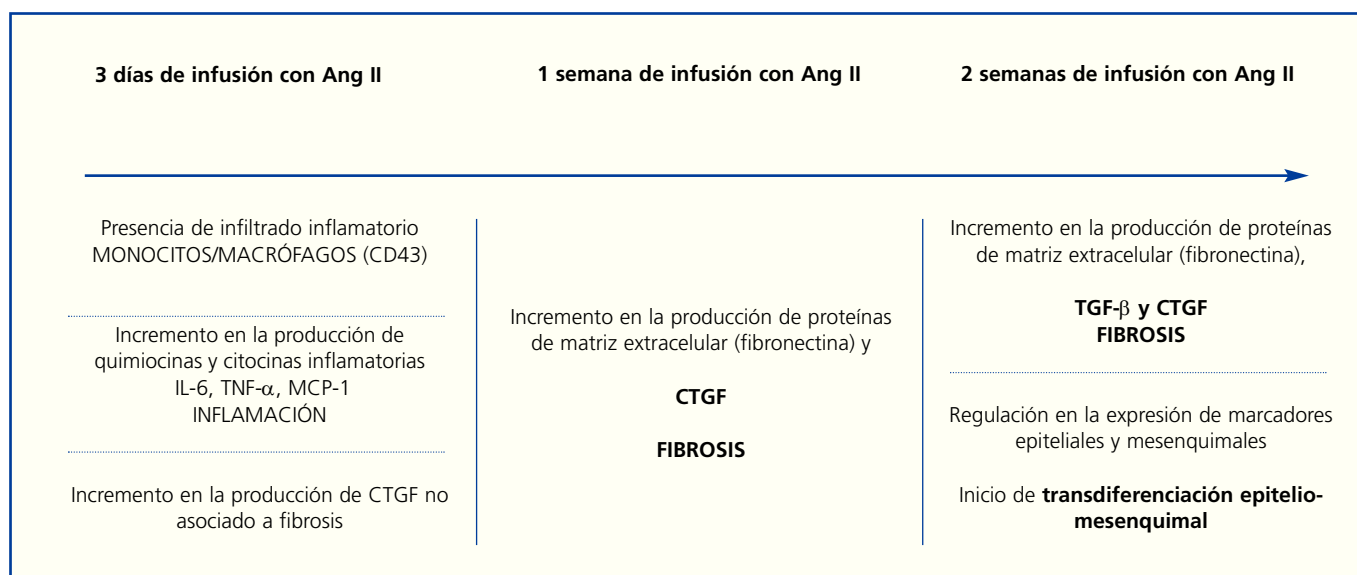 3 días de infusión con Ang II
1 semana de infusión con Ang II
2 semanas de infusión con Ang II
Presencia de infiltrado inflamatorio
MONOCITOS/MACRÓFAGOS (CD43)
Incremento en la producción de
quimiocinas y citocinas inflamatorias
IL-6, TNF-α, MCP-1
INFLAMACIÓN
Incremento en la producción de CTGF no
asociado a fibrosis
Incremento en la producción de proteínas
de matriz extracelular (fibronectina) y
CTGF
FIBROSIS
Incremento en la producción de proteínas
de matriz extracelular (fibronectina),
TGF-β y CTGF
FIBROSIS
Regulación en la expresión de marcadores
epiteliales y mesenquimales
Inicio de transdiferenciación epitelio-
mesenquimal